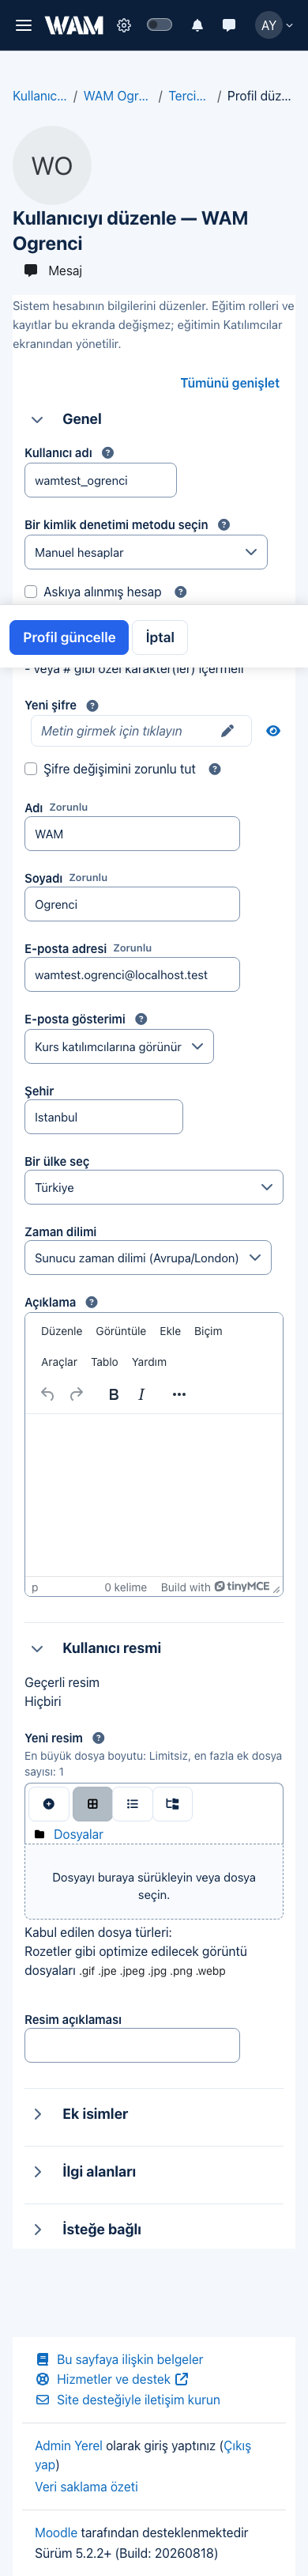 WAM
AY
Kullanıc... / WAM Ogr... / Terci... / Profil düz...
WO
Kullanıcıyı düzenle — WAM
Ogrenci
Mesaj
Sistem hesabının bilgilerini düzenler. Eğitim rolleri ve
kayıtlar bu ekranda değişmez; eğitimin Katılımcılar
ekranından yönetilir.
Tümünü genişlet
Genel
Kullanıcı adı
wamtest_ogrenci
Bir kimlik denetimi metodu seçin
Manuel hesaplar
Askıya alınmış hesap
Profil güncelle İptal
- veya # gibi özel karakter(ler) içermeli
Yeni şifre
Metin girmek için tıklayın
Şifre değişimini zorunlu tut
Adı Zorunlu
WAM
Soyadı Zorunlu
Ogrenci
E-posta adresi Zorunlu
wamtest.ogrenci@localhost.test
E-posta gösterimi
Kurs katılımcılarına görünür
Şehir
Istanbul
Bir ülke seç
Türkiye
Zaman dilimi
Sunucu zaman dilimi (Avrupa/London)
Açıklama
Düzenle Görüntüle Ekle Biçim
Araçlar Tablo Yardım
B I
p 0 kelime Build with tinyMCE
Kullanıcı resmi
Geçerli resim
Hiçbiri
Yeni resim
En büyük dosya boyutu: Limitsiz, en fazla ek dosya
sayısı: 1
Dosyalar
Dosyayı buraya sürükleyin veya dosya
seçin.
Kabul edilen dosya türleri:
Rozetler gibi optimize edilecek görüntü
dosyaları .gif .jpe .jpeg .jpg .png .webp
Resim açıklaması
Ek isimler
İlgi alanları
İsteğe bağlı
Bu sayfaya ilişkin belgeler
Hizmetler ve destek
Site desteğiyle iletişim kurun
Admin Yerel olarak giriş yaptınız (Çıkış
yap)
Veri saklama özeti
Moodle tarafından desteklenmektedir
Sürüm 5.2.2+ (Build: 20260818)